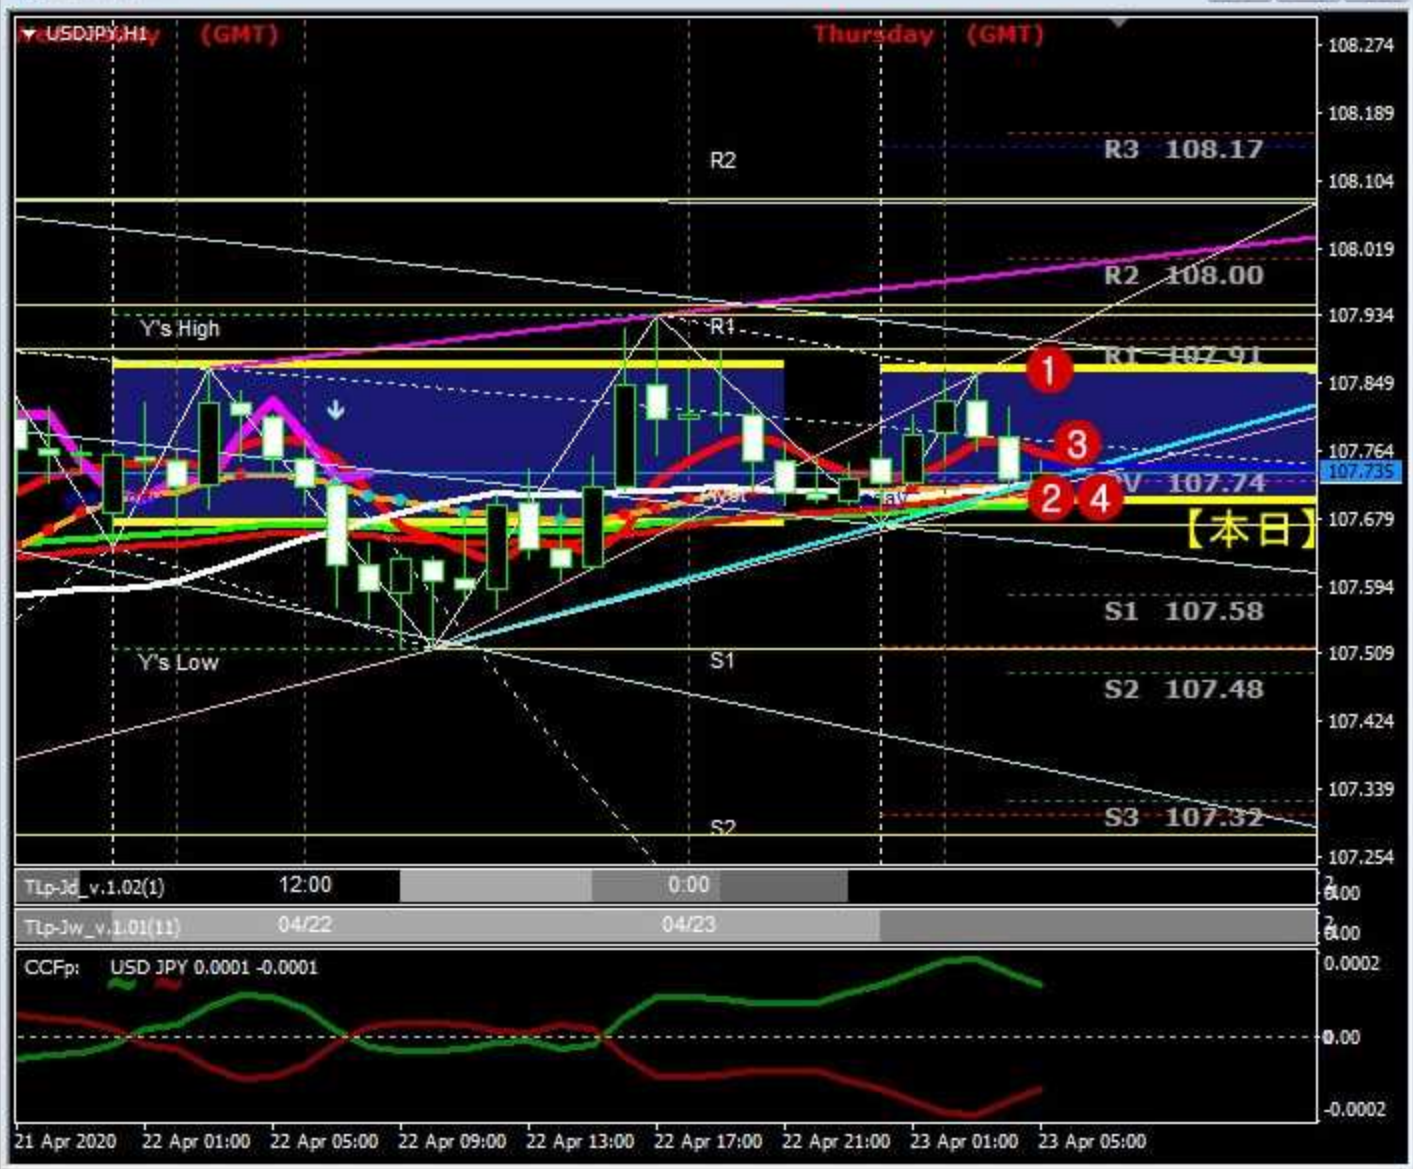 USDJPY,H1
(GMT)
Thursday (GMT)
108.274
108.189
R2
R3 108.17
108.104
108.019
R2 108.00
107.934
Y's High
R1
R1 107.91
1
107.849
3
107.764
107.735
PV 107.74
2 4
107.679
【本日】
107.594
S1 107.58
107.509
Y's Low
S1
S2 107.48
107.424
107.339
S3 107.32
S2
107.254
TLp-Jd_v.1.02(1) 12:00 0:00
TLp-Jw_v.1.01(11) 04/22 04/23
CCFp: USD JPY 0.0001 -0.0001
0.0002
0.00
-0.0002
21 Apr 2020 22 Apr 01:00 22 Apr 05:00 22 Apr 09:00 22 Apr 13:00 22 Apr 17:00 22 Apr 21:00 23 Apr 01:00 23 Apr 05:00